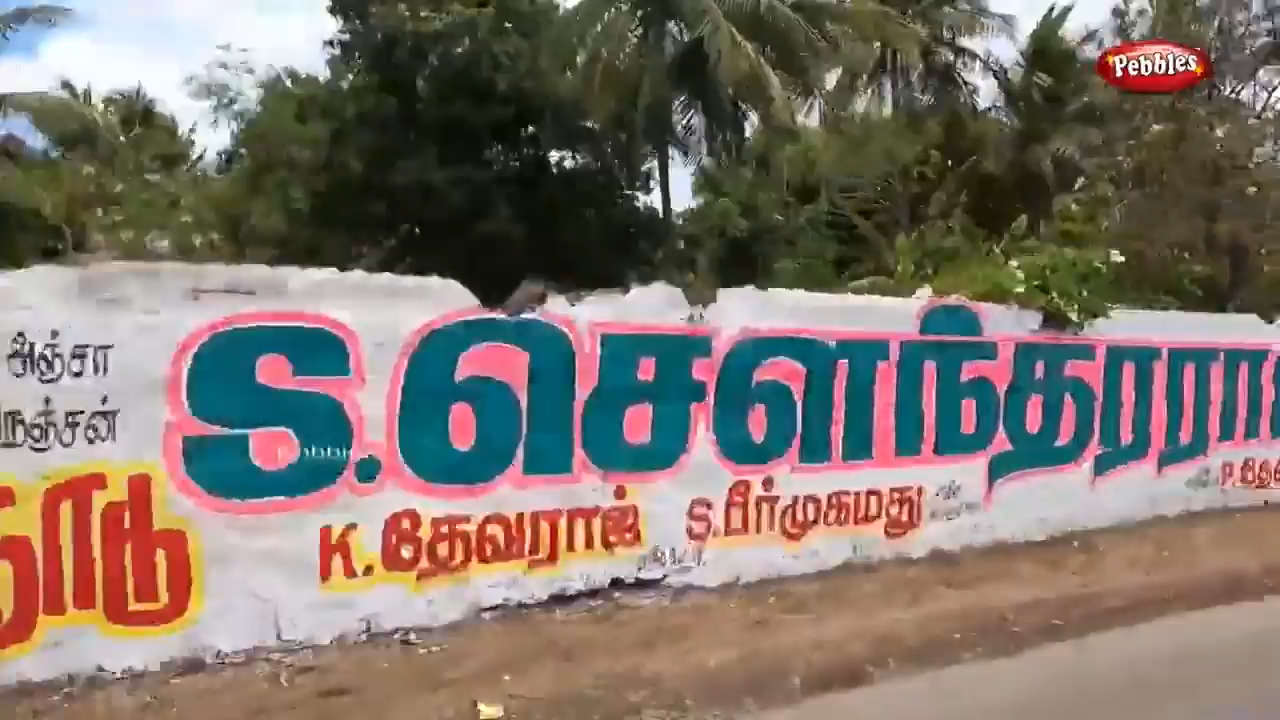 Pebbles
அஞ்சா
நெஞ்சன்
S.சௌந்தரரா
K.தேவராஜ் S.பீர்முகமது